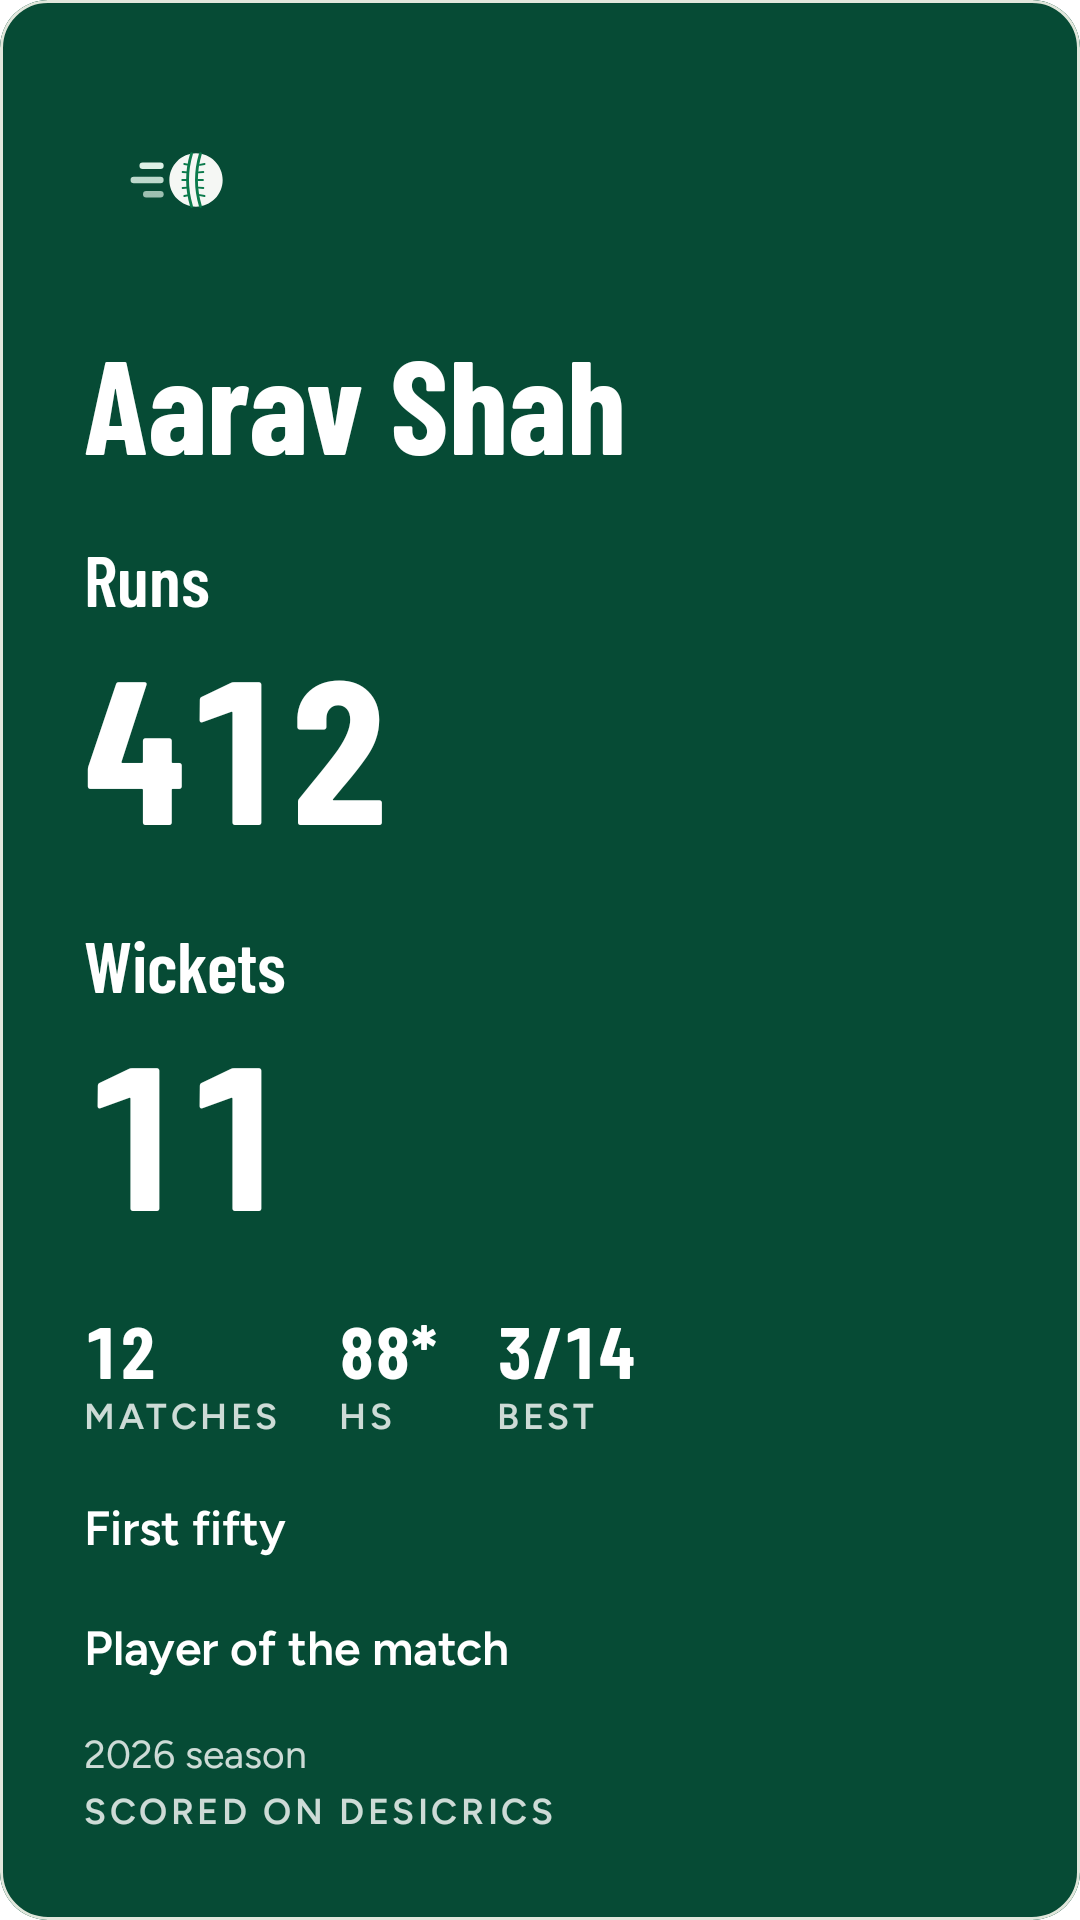 Aarav Shah
Runs
412
Wickets
11
12 88* 3/14
MATCHES HS BEST
First fifty
Player of the match
2026 season
SCORED ON DESICRICS